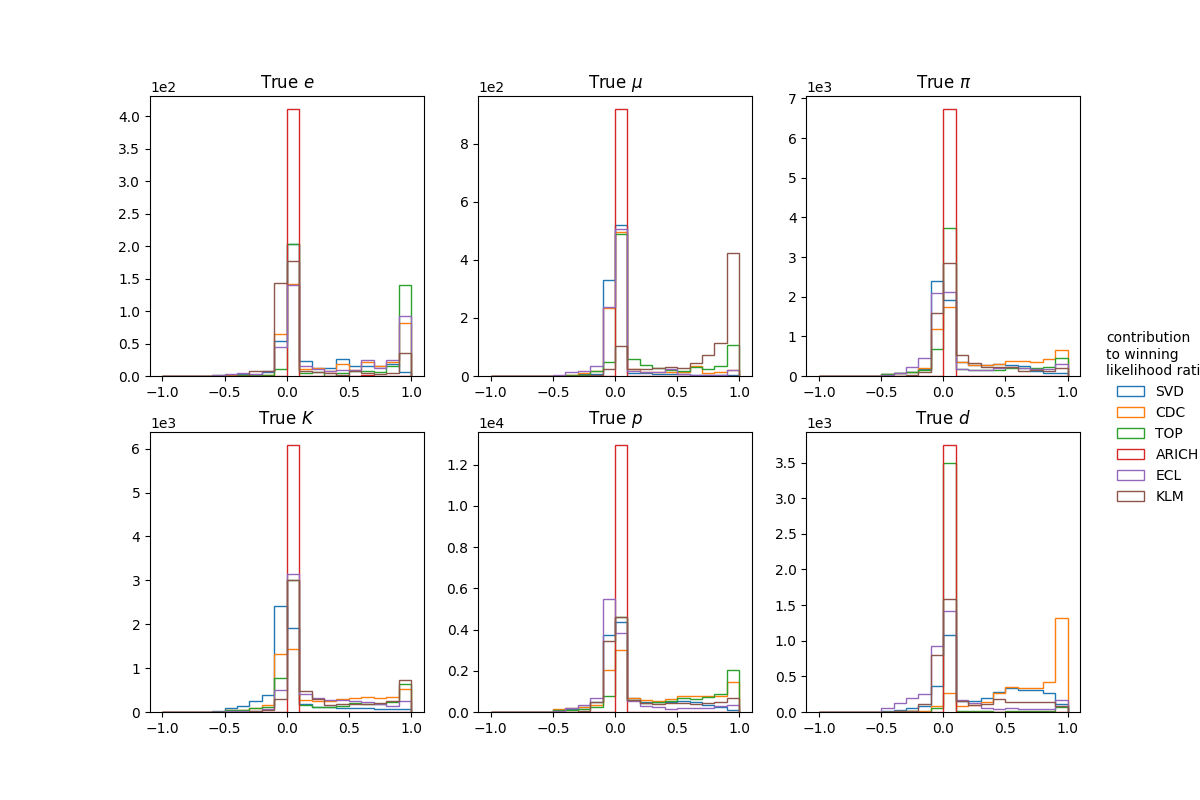 True e
1e2
4.0
3.5
3.0
2.5
2.0
1.5
1.0
0.5
0.0
−1.0 −0.5 0.0 0.5 1.0
True μ
1e2
8
6
4
2
0
−1.0 −0.5 0.0 0.5 1.0
True π
1e3
7
6
5
4
3
2
1
0
−1.0 −0.5 0.0 0.5 1.0
True K
1e3
6
5
4
3
2
1
0
−1.0 −0.5 0.0 0.5 1.0
True p
1e4
1.2
1.0
0.8
0.6
0.4
0.2
0.0
−1.0 −0.5 0.0 0.5 1.0
True d
1e3
3.5
3.0
2.5
2.0
1.5
1.0
0.5
0.0
−1.0 −0.5 0.0 0.5 1.0
contribution
to winning
likelihood rati
SVD
CDC
TOP
ARICH
ECL
KLM